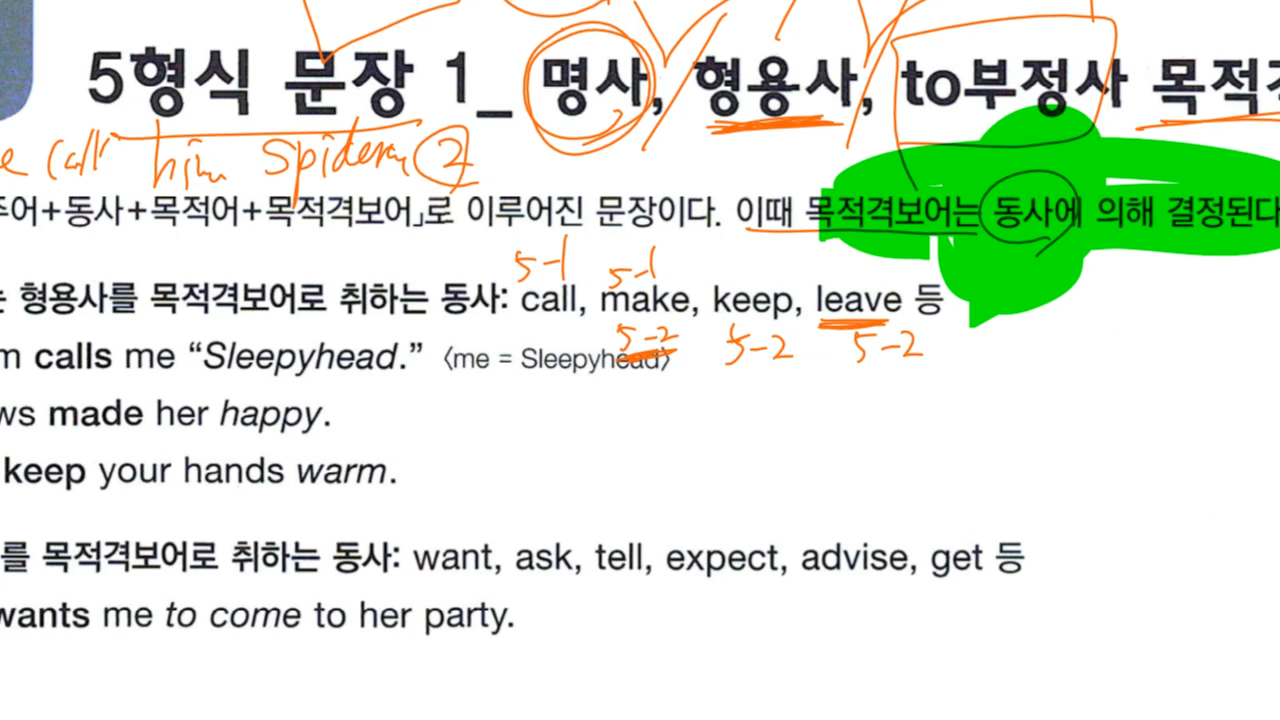 5형식 문장 1_ 명사, 형용사, to부정사 목적격
call him Spiderm ②
주어+동사+목적어+목적격보어」로 이루어진 문장이다. 이때 목적격보어는 동사에 의해 결정된다
5-1 5-1
는 형용사를 목적격보어로 취하는 동사: call, make, keep, leave 등
5-2 5-2 5-2
m calls me “Sleepyhead.” 〈me = Sleepyhead〉
ws made her happy.
keep your hands warm.
를 목적격보어로 취하는 동사: want, ask, tell, expect, advise, get 등
wants me to come to her party.